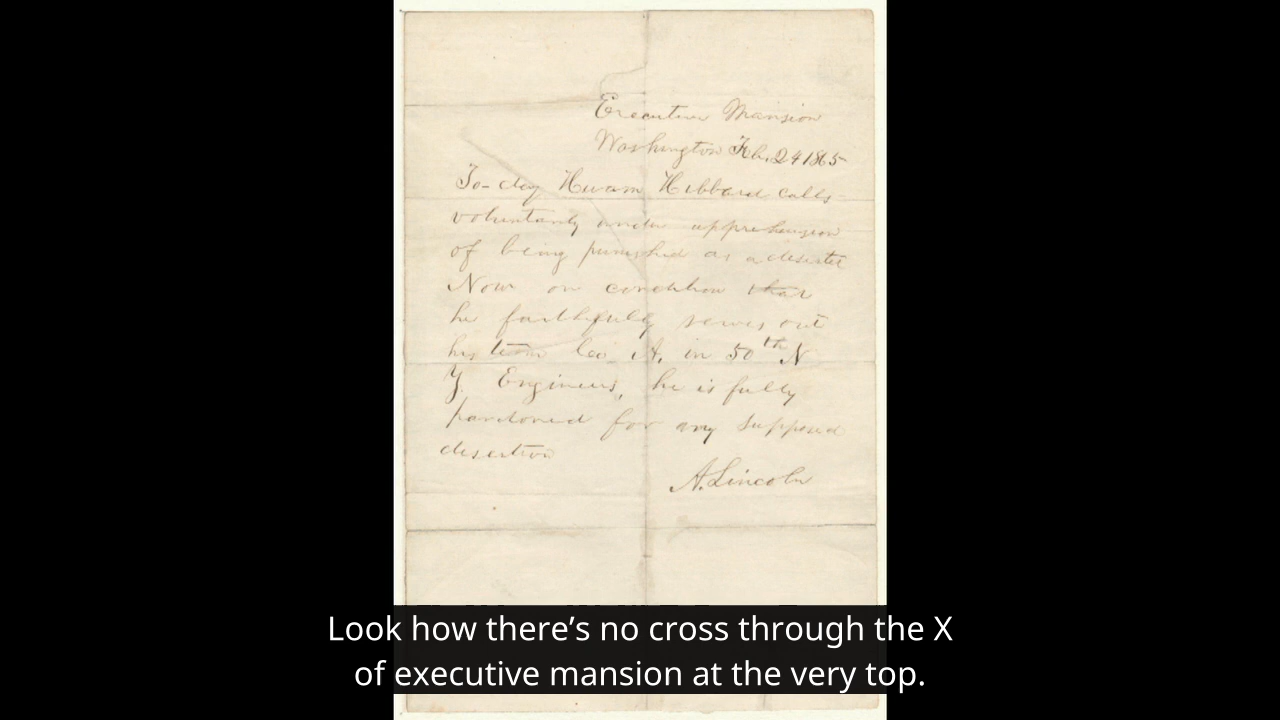 Executive Mansion
Washington Feb. 24 1865
To-day Hiram Hibbard calls
voluntarily under apprehension
of being punished as a deserter
Now on condition that
he faithfully serves out
his term Co. A. in 50th N
Y. Engineers, he is fully
pardoned for any supposed
desertion
A. Lincoln
Look how there’s no cross through the X
of executive mansion at the very top.